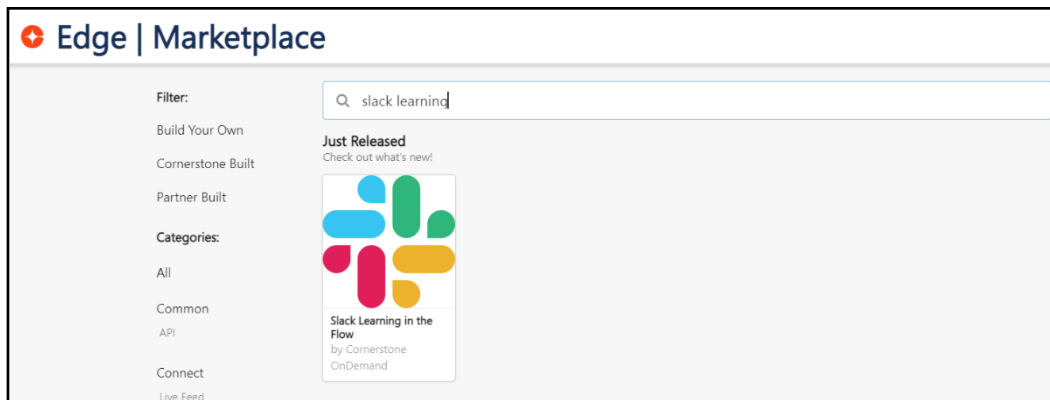 Edge | Marketplace
Filter:
Build Your Own
Cornerstone Built
Partner Built
Categories:
All
Common
API
Connect
Live Feed
slack learning
Just Released
Check out what's new!
Slack Learning in the
Flow
by Cornerstone
OnDemand